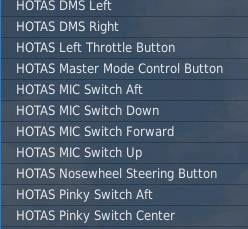 HOTAS DMS Left
HOTAS DMS Right
HOTAS Left Throttle Button
HOTAS Master Mode Control Button
HOTAS MIC Switch Aft
HOTAS MIC Switch Down
HOTAS MIC Switch Forward
HOTAS MIC Switch Up
HOTAS Nosewheel Steering Button
HOTAS Pinky Switch Aft
HOTAS Pinky Switch Center